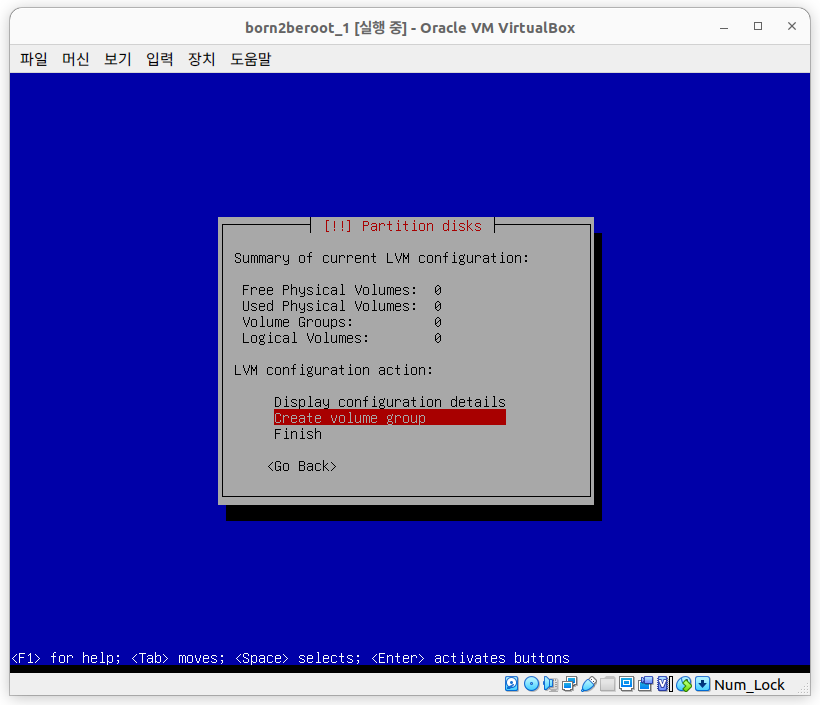 born2beroot_1 [실행 중] - Oracle VM VirtualBox
파일 머신 보기 입력 장치 도움말
[!!] Partition disks
Summary of current LVM configuration:
Free Physical Volumes: 0
Used Physical Volumes: 0
Volume Groups: 0
Logical Volumes: 0
LVM configuration action:
Display configuration details
Create volume group
Finish
<Go Back>
<F1> for help; <Tab> moves; <Space> selects; <Enter> activates buttons
Num_Lock